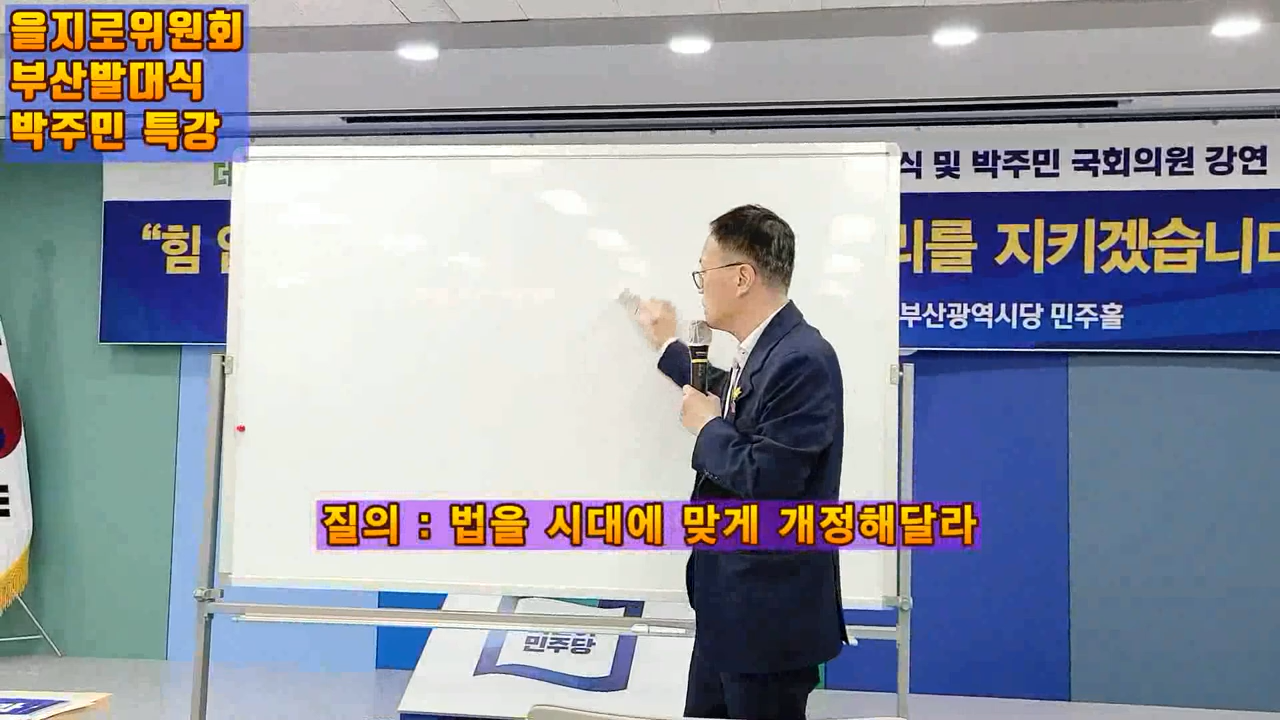 을지로위원회
부산발대식
박주민 특강
식 및 박주민 국회의원 강연
“힘
리를 지키겠습니다
부산광역시당 민주홀
질의 : 법을 시대에 맞게 개정해달라
민주당